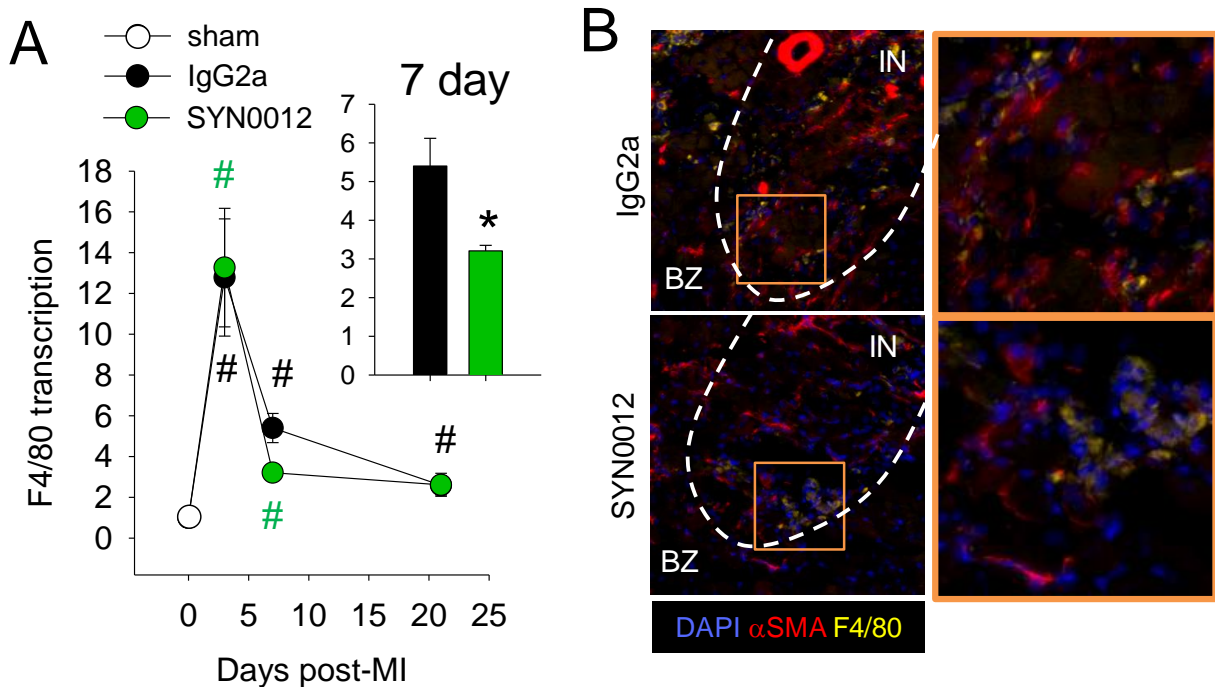 A
sham
IgG2a
SYN0012
7 day
7
6
5
4
3
2
1
0
*
18
16
14
12
10
8
6
4
2
0
#
#
#
#
#
F4/80 transcription
0 5 10 15 20 25
Days post-MI
B
IgG2a
IN
BZ
SYN0012
IN
BZ
DAPI αSMA F4/80